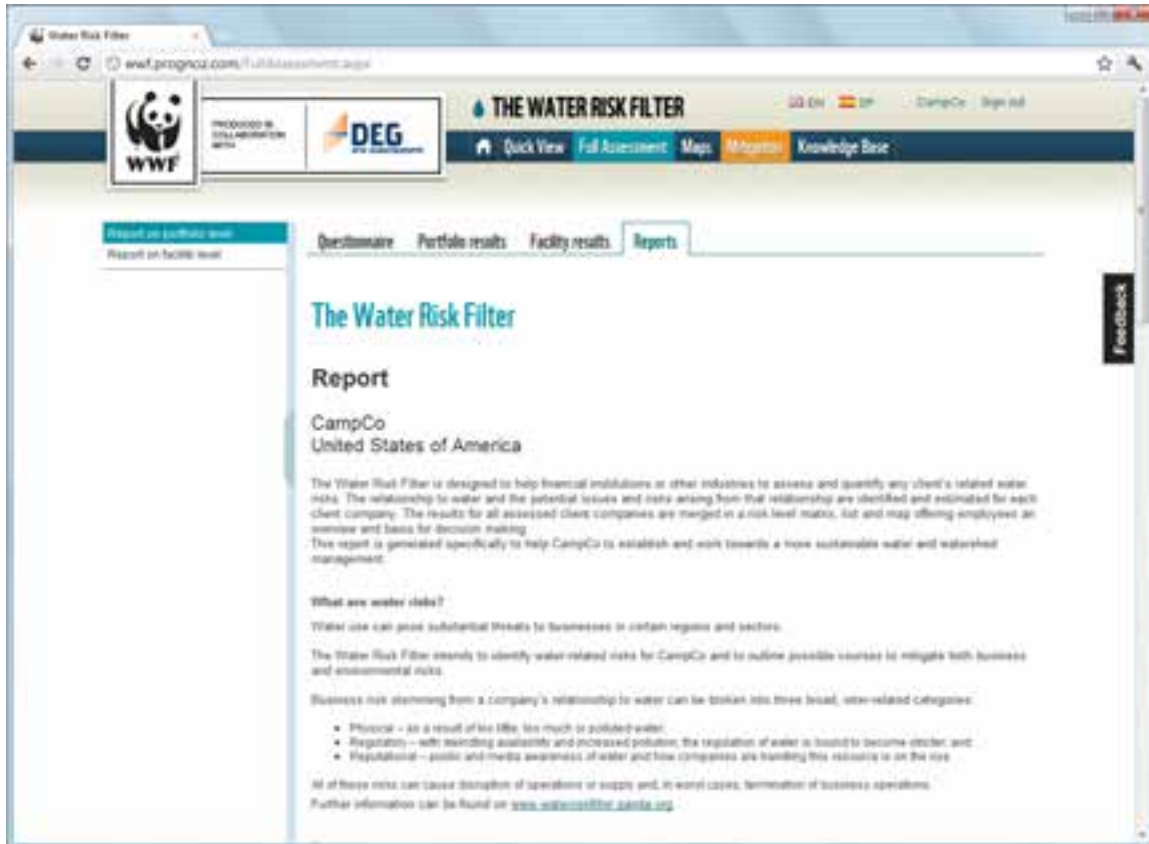 Water Risk Filter
wwf.prognoz.com/FullAssessment.aspx
WWF
PRODUCED IN
COLLABORATION
WITH
DEG
THE WATER RISK FILTER
EN SP CampCo Sign out
Quick View Full Assessment Maps Mitigation Knowledge Base
Report on portfolio level
Report on facility level
Questionnaire Portfolio results Facility results Reports
Feedback
The Water Risk Filter
Report
CampCo
United States of America
The Water Risk Filter is designed to help financial institutions or other industries to assess and quantify any client's related water
risks. The relationship to water and the potential issues and risks arising from that relationship are identified and estimated for each
client company. The results for all assessed client companies are merged in a risk level matrix, list and map offering employees an
overview and basis for decision making.
This report is generated specifically to help CampCo to establish and work towards a more sustainable water and watershed
management.
What are water risks?
Water use can pose substantial threats to businesses in certain regions and sectors.
The Water Risk Filter intends to identify water-related risks for CampCo and to outline possible courses to mitigate both business
and environmental risks.
Business risk stemming from a company's relationship to water can be broken into three broad, inter-related categories:
• Physical – as a result of too little, too much or polluted water;
• Regulatory – with dwindling availability and increased pollution, the regulation of water is bound to become stricter; and
• Reputational – public and media awareness of water and how companies are handling this resource is on the rise
All of these risks can cause disruption of operations or supply and, in worst cases, termination of business operations.
Further information can be found on www.waterriskfilter.panda.org